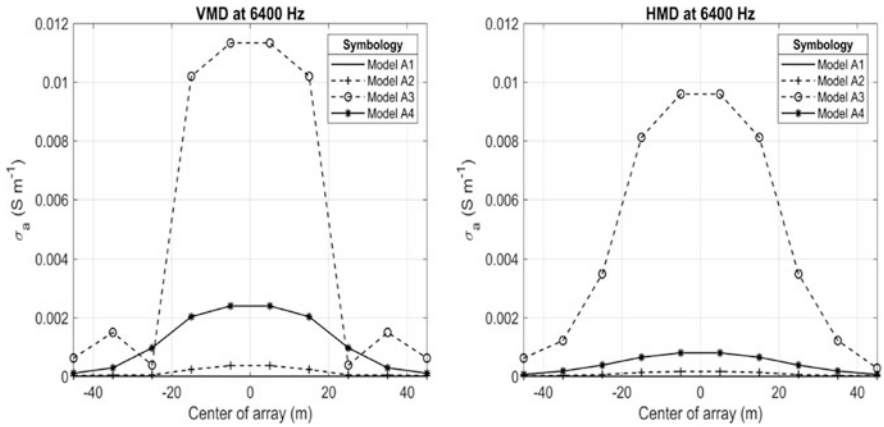 VMD at 6400 Hz
0.012
0.01
0.008
0.006
0.004
0.002
0
-40
-20
0
20
40
Center of array (m)
σa (S m-1)
Symbology
Model A1
Model A2
Model A3
Model A4
HMD at 6400 Hz
0.012
0.01
0.008
0.006
0.004
0.002
0
-40
-20
0
20
40
Center of array (m)
σa (S m-1)
Symbology
Model A1
Model A2
Model A3
Model A4